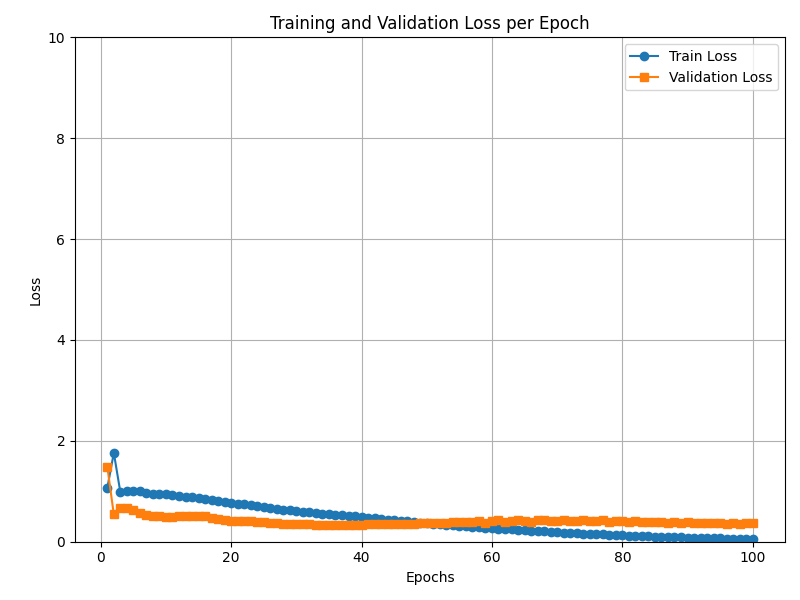 Training and Validation Loss per Epoch
Train Loss
Validation Loss
10
8
6
4
2
0
Loss
0 20 40 60 80 100
Epochs